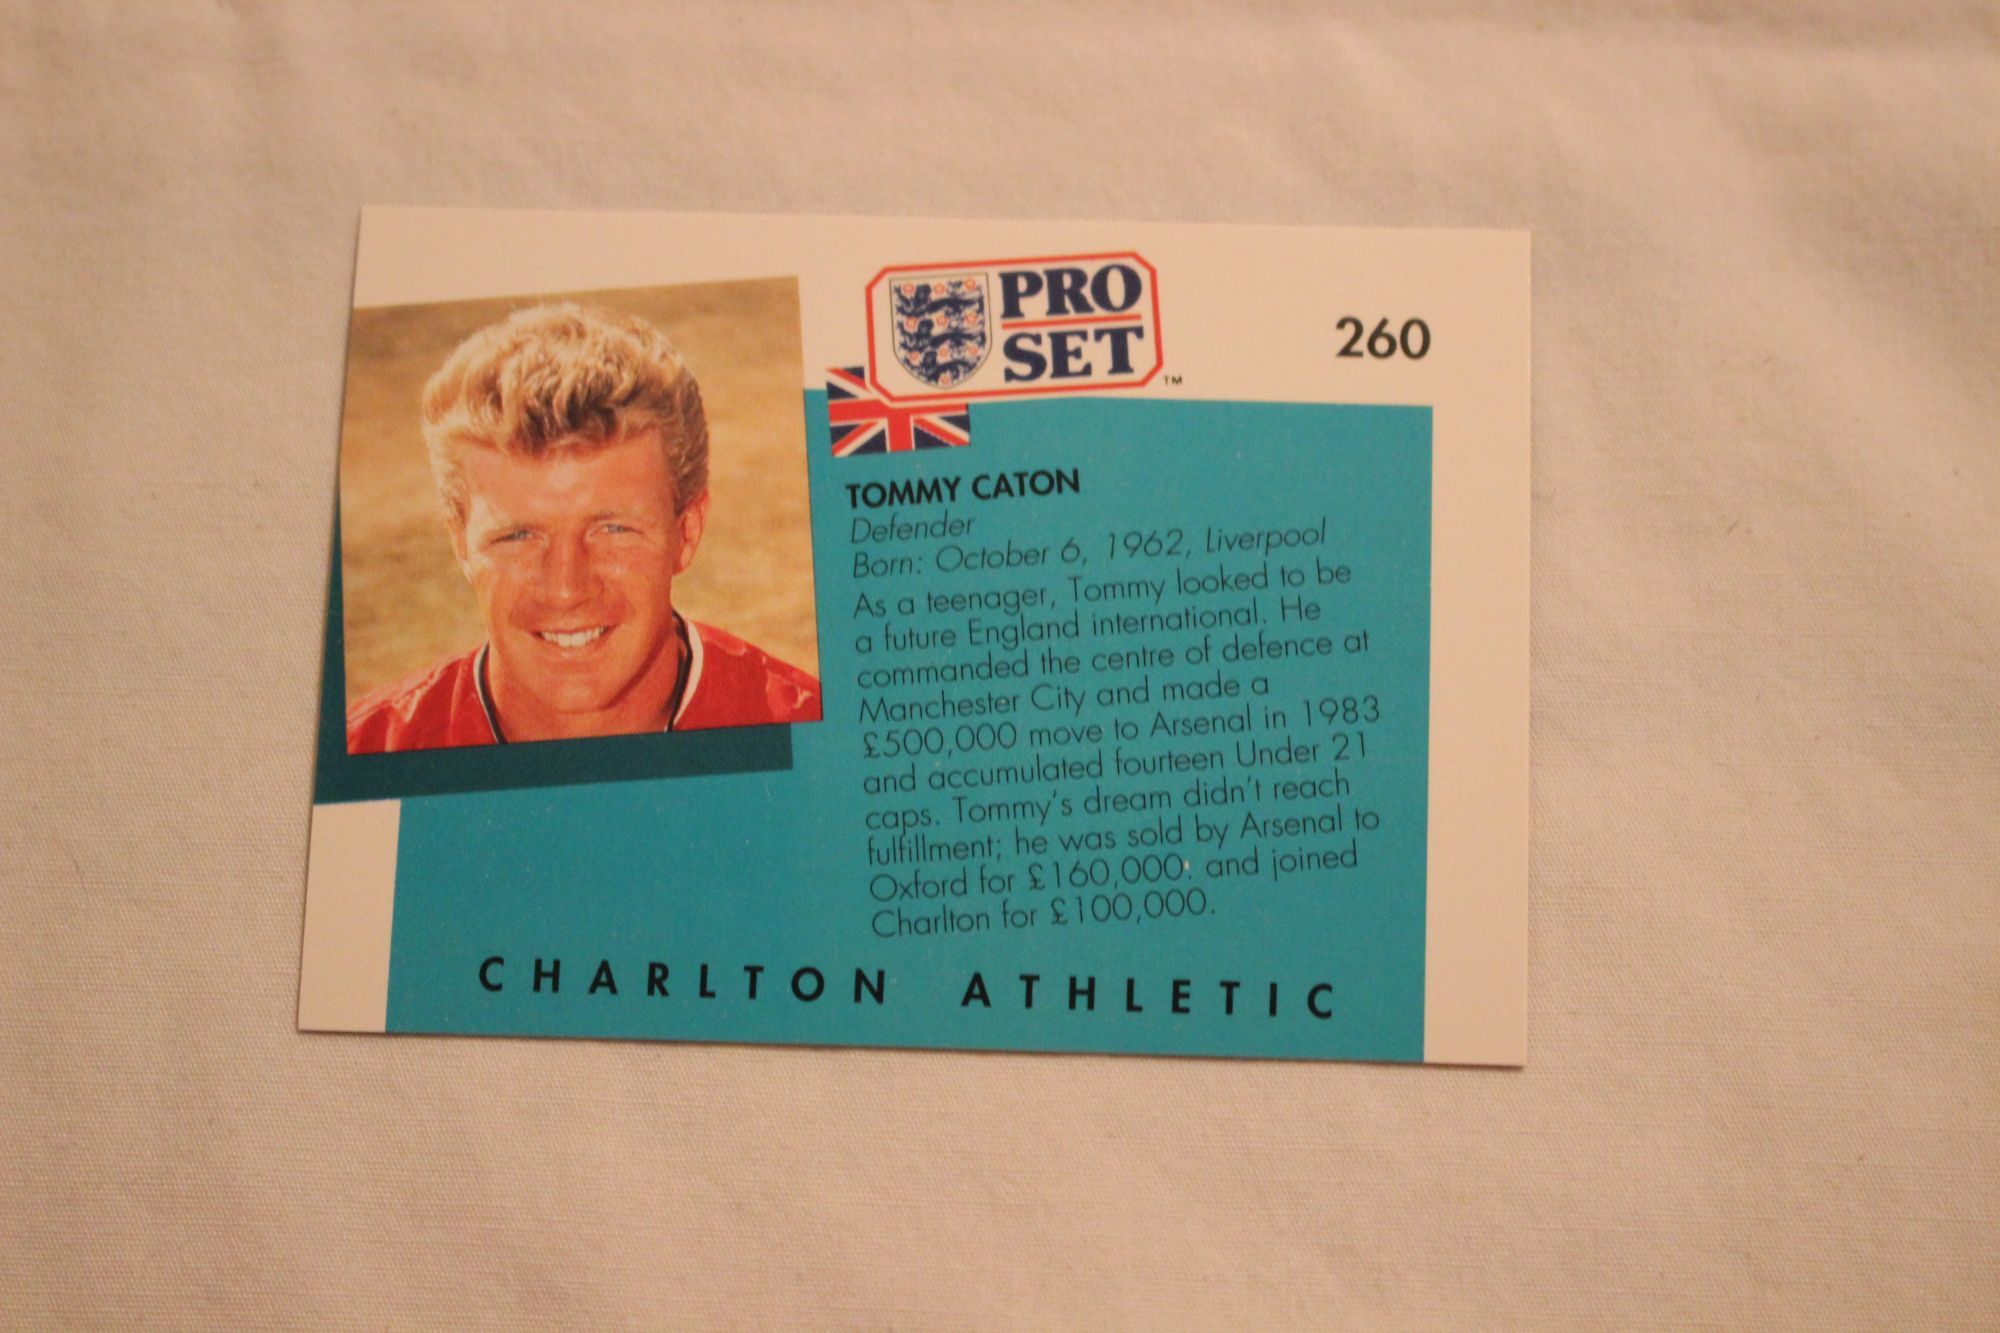 PRO
SET
™
260
TOMMY CATON
Defender
Born: October 6, 1962, Liverpool
As a teenager, Tommy looked to be
a future England international. He
commanded the centre of defence at
Manchester City and made a
£500,000 move to Arsenal in 1983
and accumulated fourteen Under 21
caps. Tommy's dream didn't reach
fulfillment; he was sold by Arsenal to
Oxford for £160,000. and joined
Charlton for £100,000.
CHARLTON ATHLETIC